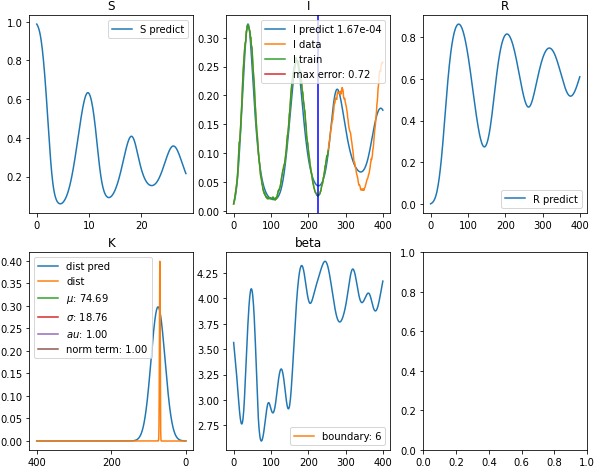 S
I
R
S predict
I predict 1.67e-04
I data
I train
max error: 0.72
R predict
1.0
0.8
0.6
0.4
0.2
0 10 20
0.30
0.25
0.20
0.15
0.10
0.05
0.00
0 100 200 300 400
0.8
0.6
0.4
0.2
0.0
0 100 200 300 400
K
beta
dist pred
dist
μ: 74.69
σ: 18.76
au: 1.00
norm term: 1.00
boundary: 6
0.40
0.35
0.30
0.25
0.20
0.15
0.10
0.05
0.00
400 200 0
4.25
4.00
3.75
3.50
3.25
3.00
2.75
0 100 200 300 400
1.0
0.8
0.6
0.4
0.2
0.0
0.0 0.2 0.4 0.6 0.8 1.0